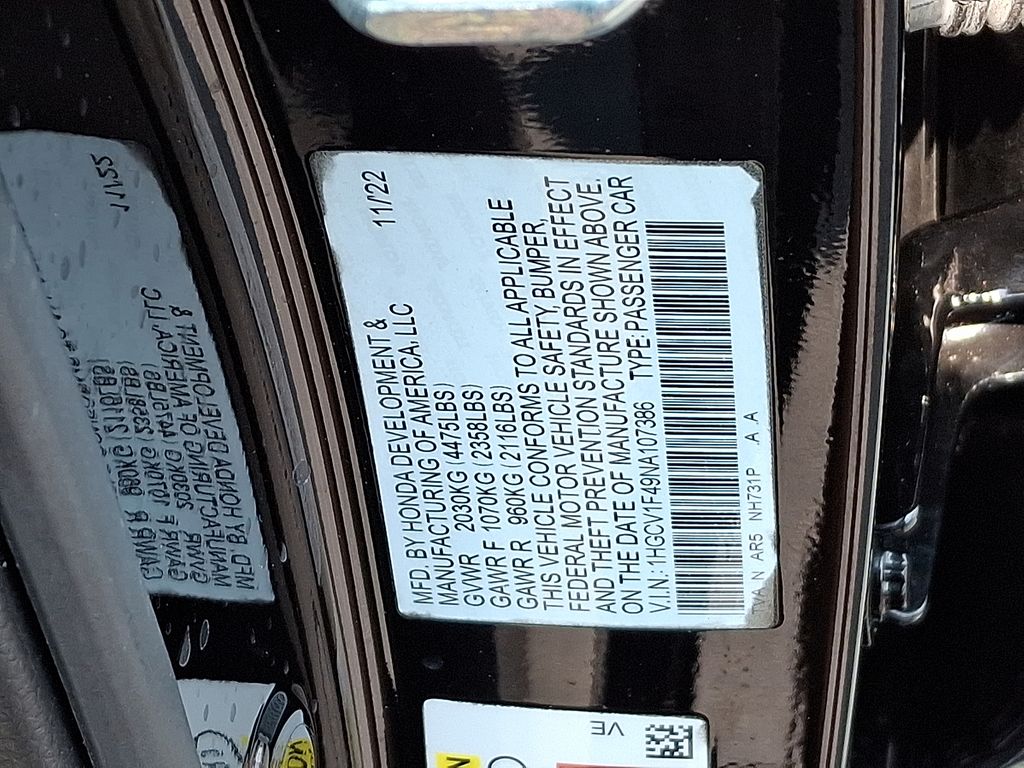 MFD. BY HONDA DEVELOPMENT &
MANUFACTURING OF AMERICA, LLC 11/22
GVWR 2030KG (4475LBS)
GAWR F 1070KG (2358LBS)
GAWR R 960KG (2116LBS)
THIS VEHICLE CONFORMS TO ALL APPLICABLE
FEDERAL MOTOR VEHICLE SAFETY, BUMPER,
AND THEFT PREVENTION STANDARDS IN EFFECT
ON THE DATE OF MANUFACTURE SHOWN ABOVE.
V.I.N.: 1HGCV1F49NA107386 TYPE: PASSENGER CAR
TVA N AR5 NH731P A A
VE